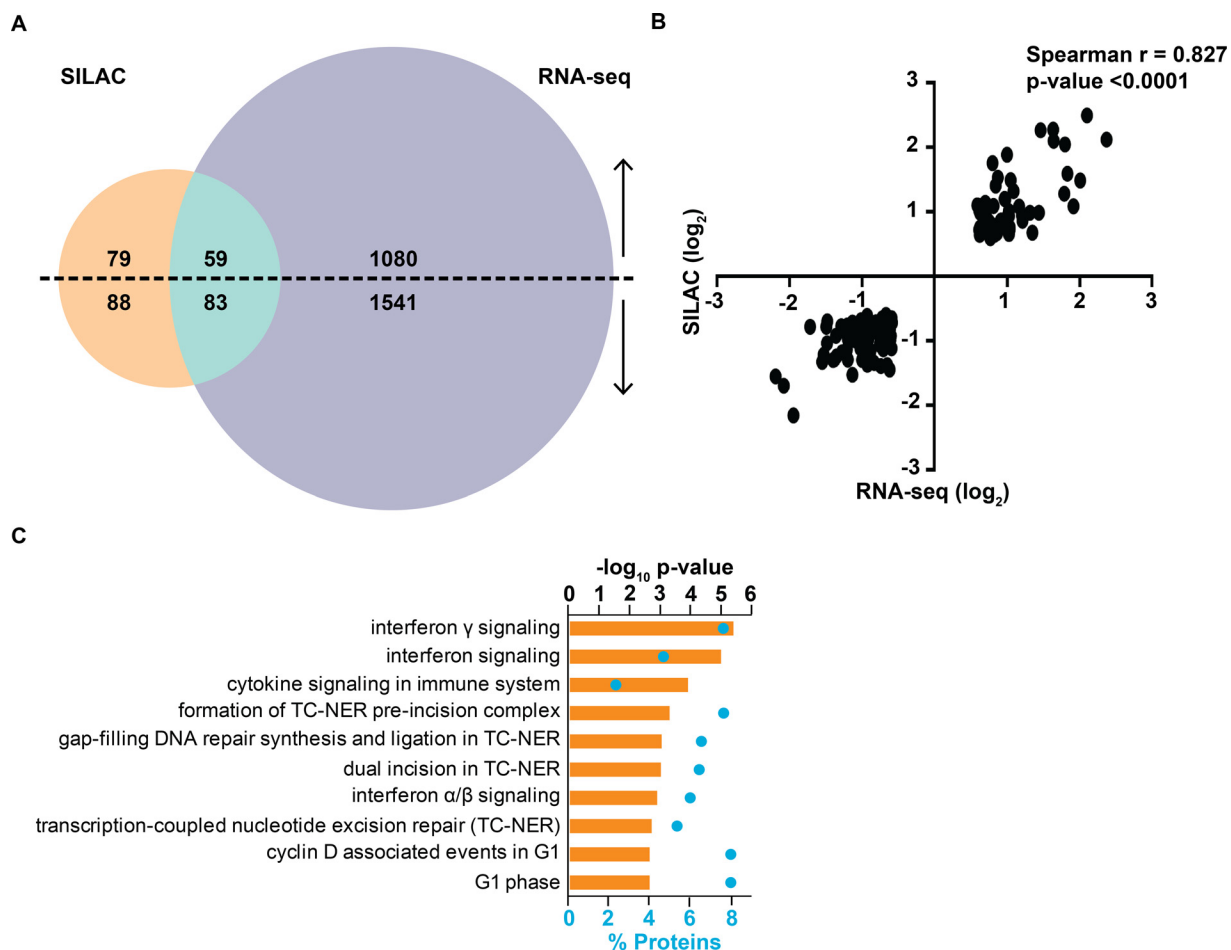 A
SILAC
RNA-seq
79
59
1080
88
83
1541
B
Spearman r = 0.827
p-value <0.0001
3
2
1
-3
-2
-1
1
2
3
-1
-2
-3
SILAC (log₂)
RNA-seq (log₂)
C
-log₁₀ p-value
0 1 2 3 4 5 6
interferon γ signaling
interferon signaling
cytokine signaling in immune system
formation of TC-NER pre-incision complex
gap-filling DNA repair synthesis and ligation in TC-NER
dual incision in TC-NER
interferon α/β signaling
transcription-coupled nucleotide excision repair (TC-NER)
cyclin D associated events in G1
G1 phase
0 2 4 6 8
% Proteins